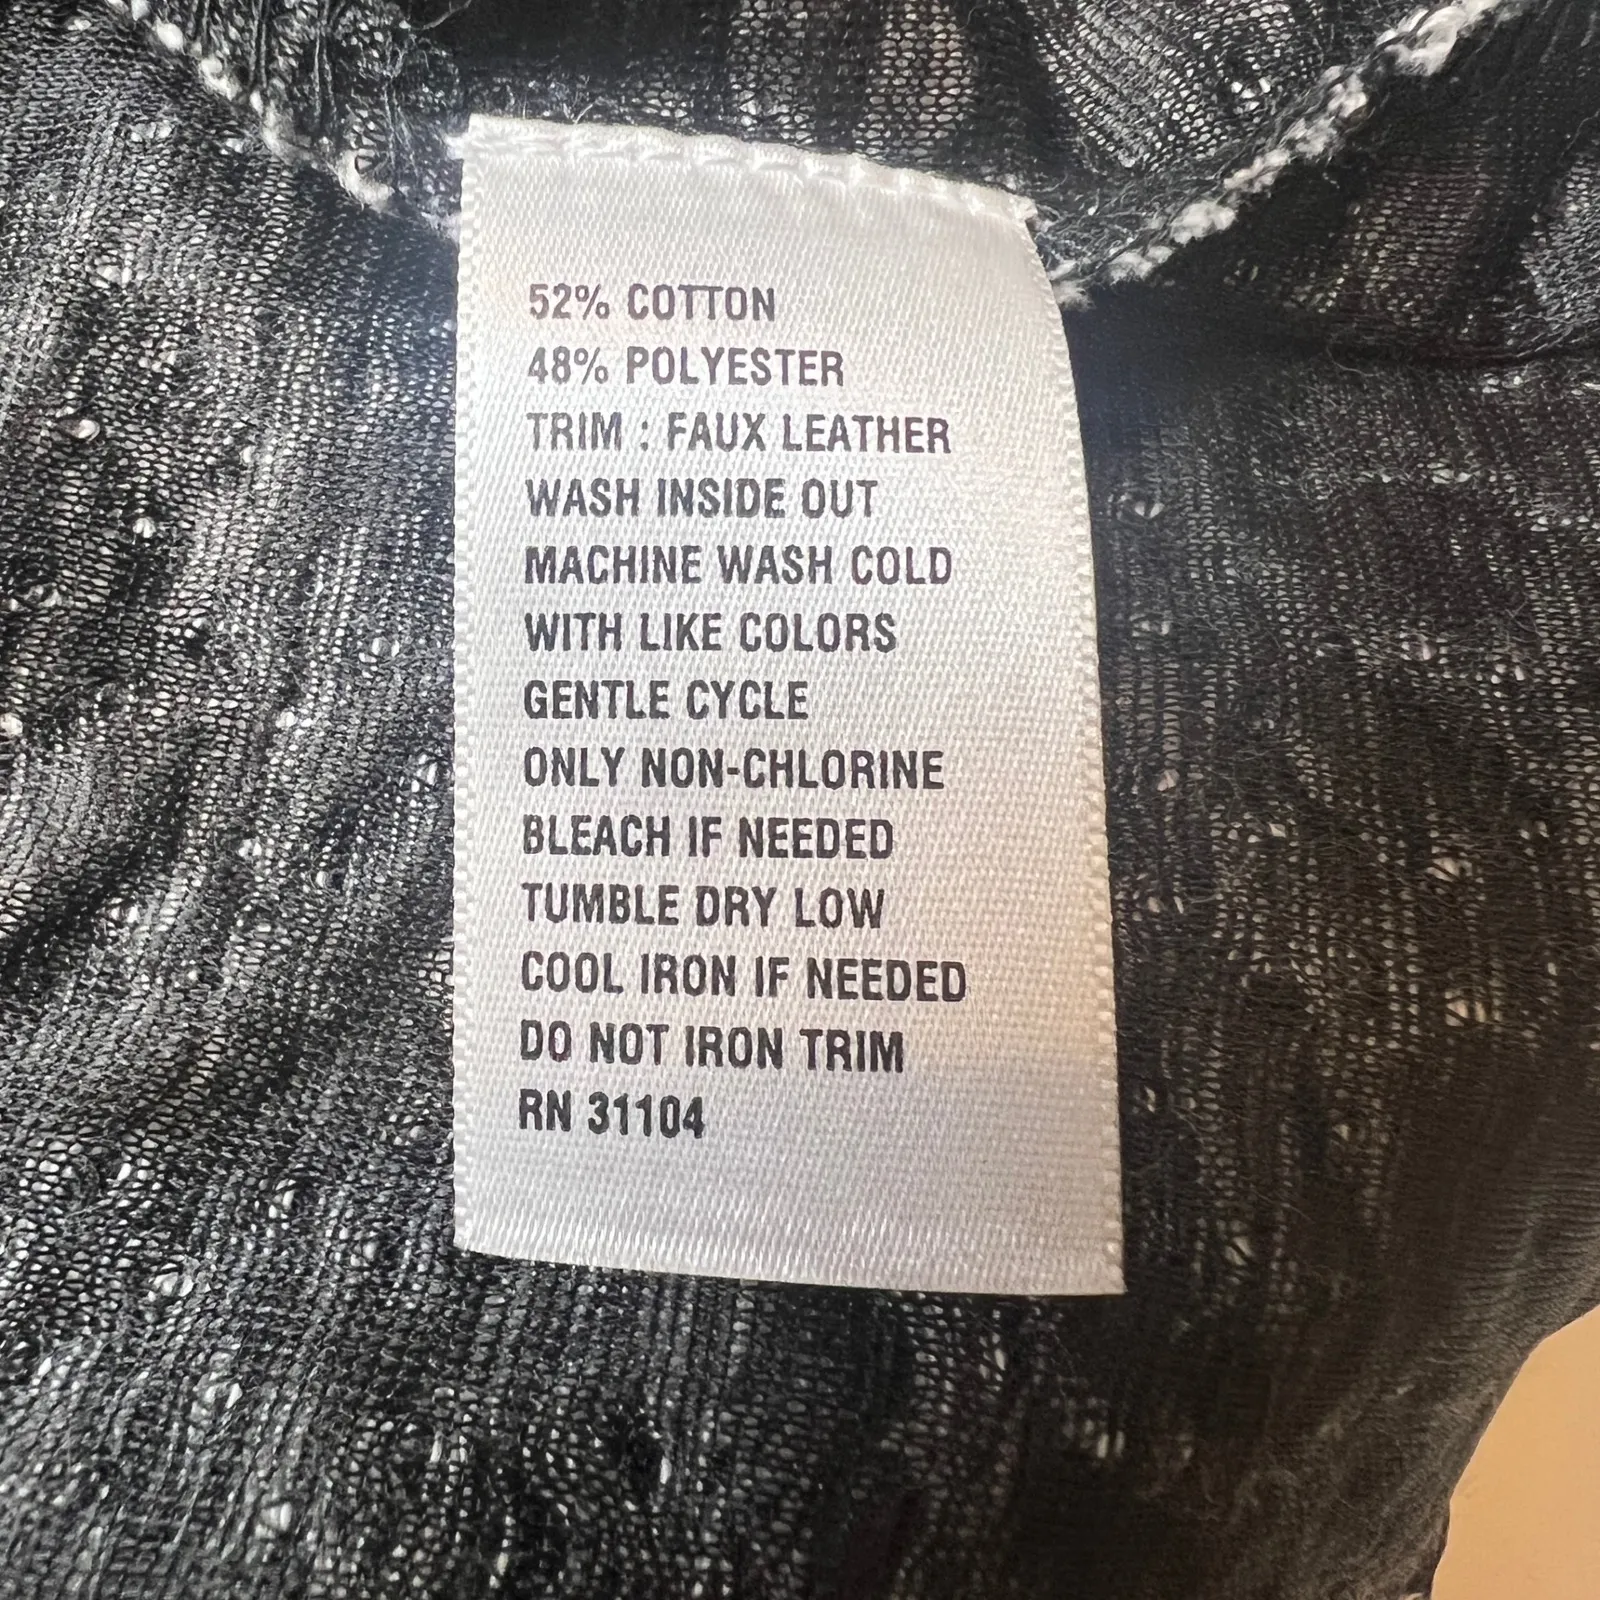 52% COTTON
48% POLYESTER
TRIM : FAUX LEATHER
WASH INSIDE OUT
MACHINE WASH COLD
WITH LIKE COLORS
GENTLE CYCLE
ONLY NON-CHLORINE
BLEACH IF NEEDED
TUMBLE DRY LOW
COOL IRON IF NEEDED
DO NOT IRON TRIM
RN 31104